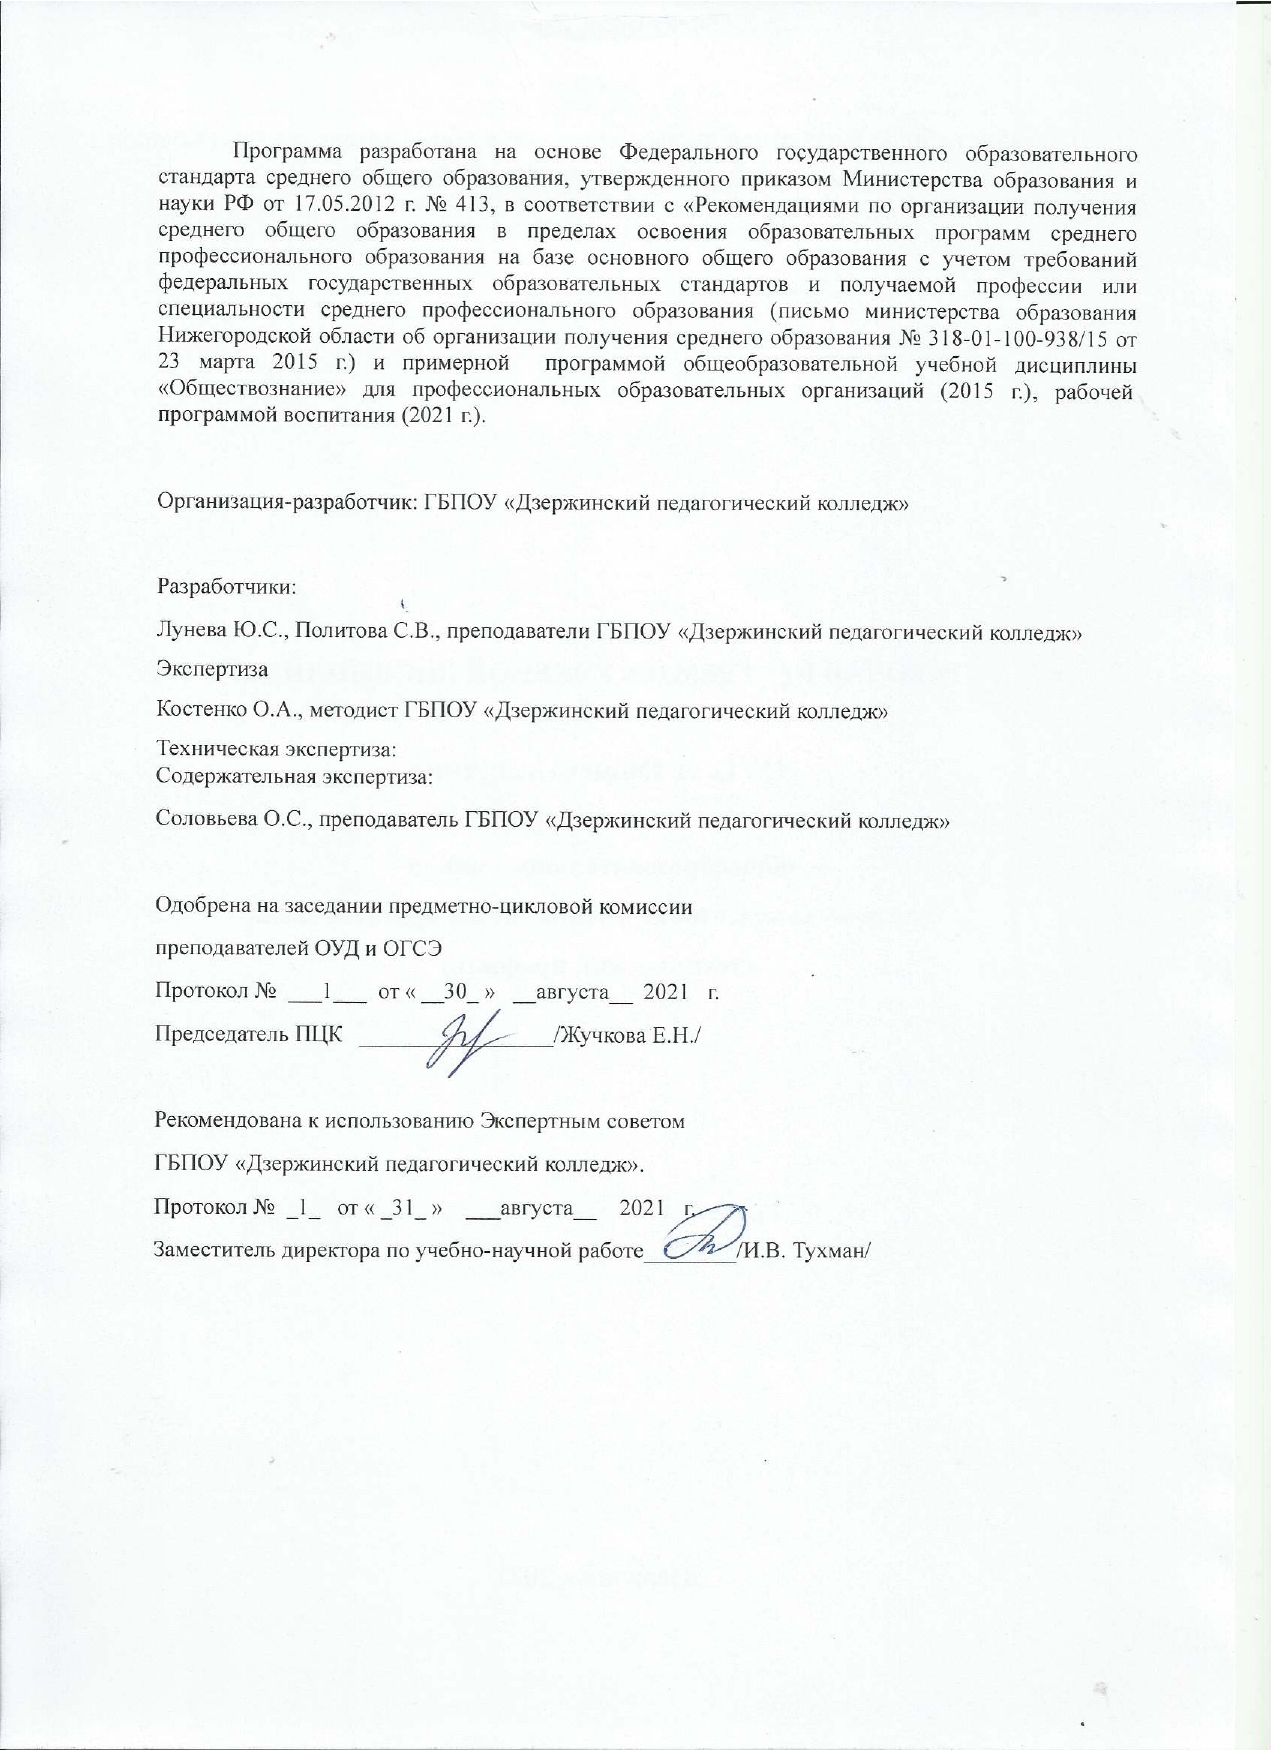 Программа разработана на основе Федерального государственного образовательного
стандарта среднего общего образования, утвержденного приказом Министерства образования и
науки РФ от 17.05.2012 г. № 413, в соответствии с «Рекомендациями по организации получения
среднего общего образования в пределах освоения образовательных программ среднего
профессионального образования на базе основного общего образования с учетом требований
федеральных государственных образовательных стандартов и получаемой профессии или
специальности среднего профессионального образования (письмо министерства образования
Нижегородской области об организации получения среднего образования № 318-01-100-938/15 от
23 марта 2015 г.) и примерной программой общеобразовательной учебной дисциплины
«Обществознание» для профессиональных образовательных организаций (2015 г.), рабочей
программой воспитания (2021 г.).
Организация-разработчик: ГБПОУ «Дзержинский педагогический колледж»
Разработчики:
Лунева Ю.С., Политова С.В., преподаватели ГБПОУ «Дзержинский педагогический колледж»
Экспертиза
Костенко О.А., методист ГБПОУ «Дзержинский педагогический колледж»
Техническая экспертиза:
Содержательная экспертиза:
Соловьева О.С., преподаватель ГБПОУ «Дзержинский педагогический колледж»
Одобрена на заседании предметно-цикловой комиссии
преподавателей ОУД и ОГСЭ
Протокол № ___1___ от « __30_ » __августа__ 2021 г.
Председатель ПЦК _________________/Жучкова Е.Н./
Рекомендована к использованию Экспертным советом
ГБПОУ «Дзержинский педагогический колледж».
Протокол № _1_ от « _31_ » ___августа__ 2021 г.
Заместитель директора по учебно-научной работе________/И.В. Тухман/